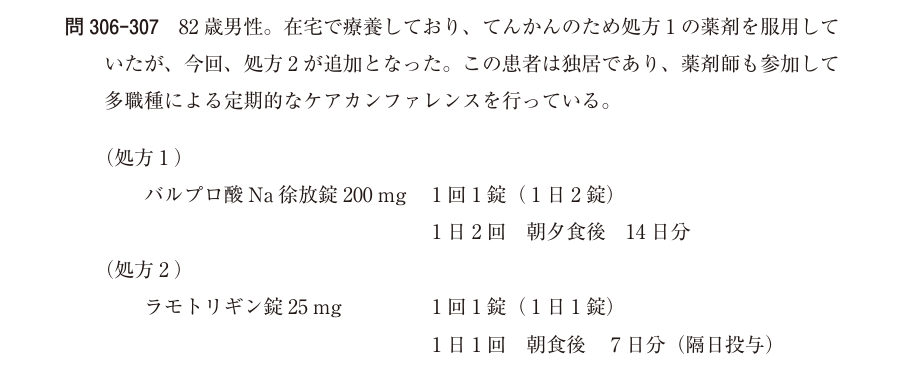 問 306-307 82 歳男性。在宅で療養しており、てんかんのため処方 1 の薬剤を服用して
いたが、今回、処方 2 が追加となった。この患者は独居であり、薬剤師も参加して
多職種による定期的なケアカンファレンスを行っている。
（処方 1 ）
バルプロ酸 Na 徐放錠 200 mg 1 回 1 錠（ 1 日 2 錠）
1 日 2 回 朝夕食後 14 日分
（処方 2 ）
ラモトリギン錠 25 mg 1 回 1 錠（ 1 日 1 錠）
1 日 1 回 朝食後 7 日分（隔日投与）